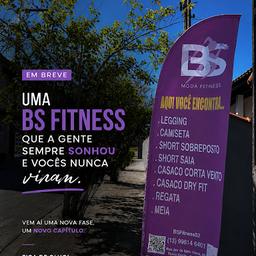 EM BREVE
UMA
BS FITNESS
QUE A GENTE
SEMPRE SONHOU
E VOCÊS NUNCA
viram.
VEM AÍ UMA NOVA FASE,
UM NOVO CAPÍTULO.
BS
MODA FITNESS
AQUI VOCÊ ENCONTRA...
. LEGGING
. CAMISETA
. SHORT SOBREPOSTO
. SHORT SAIA
. CASACO CORTA VENTO
. CASACO DRY FIT
. REGATA
. MEIA
BSFitness02